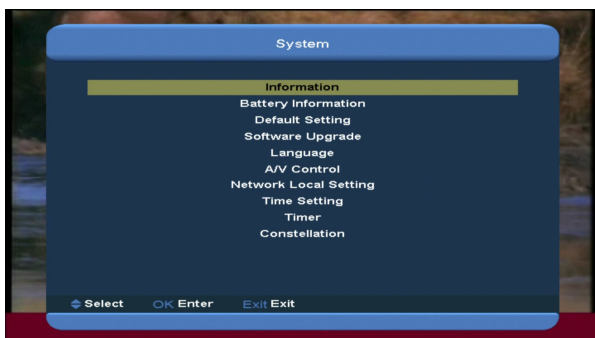 System
Information
Battery Information
Default Setting
Software Upgrade
Language
A/V Control
Network Local Setting
Time Setting
Timer
Constellation
Select OK Enter Exit Exit